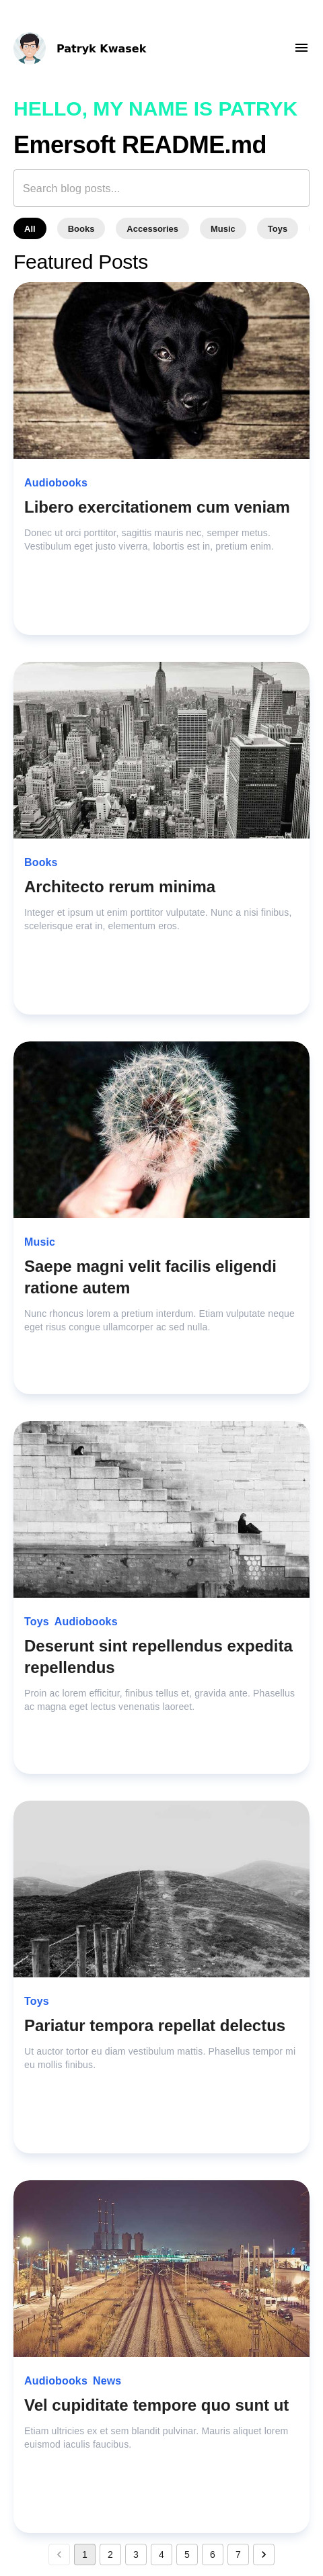 Patryk Kwasek
HELLO, MY NAME IS PATRYK
Emersoft README.md
Search blog posts...
All Books Accessories Music Toys
Featured Posts
Audiobooks
Libero exercitationem cum veniam
Donec ut orci porttitor, sagittis mauris nec, semper metus.
Vestibulum eget justo viverra, lobortis est in, pretium enim.
Books
Architecto rerum minima
Integer et ipsum ut enim porttitor vulputate. Nunc a nisi finibus,
scelerisque erat in, elementum eros.
Music
Saepe magni velit facilis eligendi
ratione autem
Nunc rhoncus lorem a pretium interdum. Etiam vulputate neque
eget risus congue ullamcorper ac sed nulla.
Toys Audiobooks
Deserunt sint repellendus expedita
repellendus
Proin ac lorem efficitur, finibus tellus et, gravida ante. Phasellus
ac magna eget lectus venenatis laoreet.
Toys
Pariatur tempora repellat delectus
Ut auctor tortor eu diam vestibulum mattis. Phasellus tempor mi
eu mollis finibus.
Audiobooks News
Vel cupiditate tempore quo sunt ut
Etiam ultricies ex et sem blandit pulvinar. Mauris aliquet lorem
euismod iaculis faucibus.
1 2 3 4 5 6 7